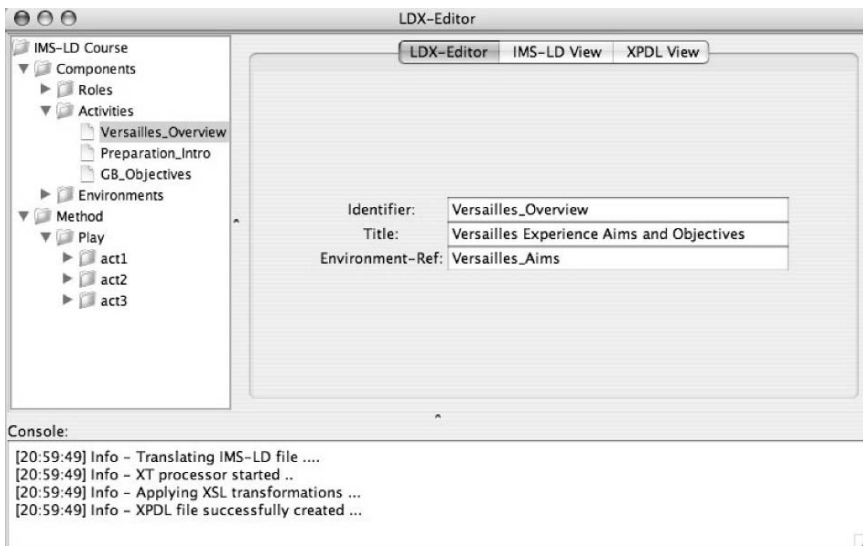 LDX-Editor
IMS-LD Course
Components
Roles
Activities
Versailles_Overview
Preparation_Intro
GB_Objectives
Environments
Method
Play
act1
act2
act3
LDX-Editor IMS-LD View XPDL View
Identifier: Versailles_Overview
Title: Versailles Experience Aims and Objectives
Environment-Ref: Versailles_Aims
Console:
[20:59:49] Info - Translating IMS-LD file ....
[20:59:49] Info - XT processor started ..
[20:59:49] Info - Applying XSL transformations ...
[20:59:49] Info - XPDL file successfully created ...